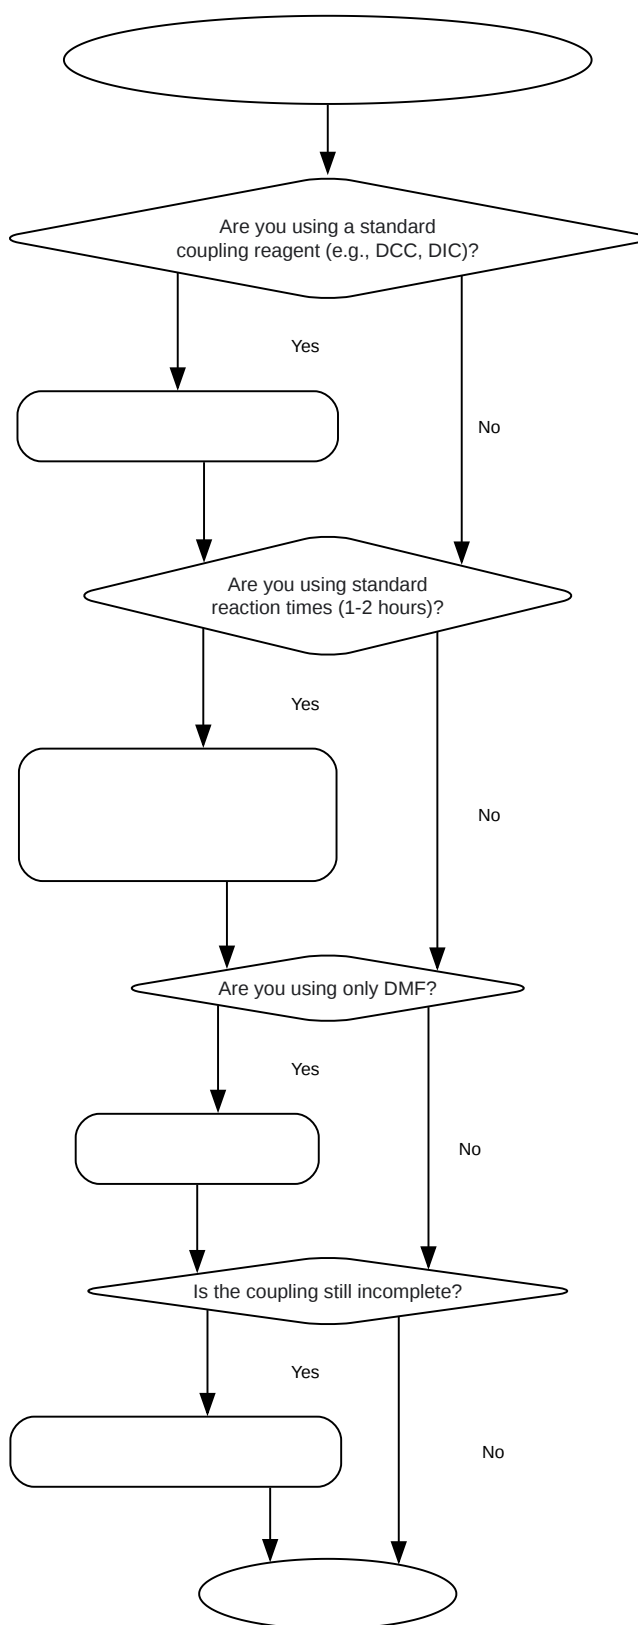 Are you using a standard
coupling reagent (e.g., DCC, DIC)?
Yes
No
Are you using standard
reaction times (1-2 hours)?
Yes
No
Are you using only DMF?
Yes
No
Is the coupling still incomplete?
Yes
No